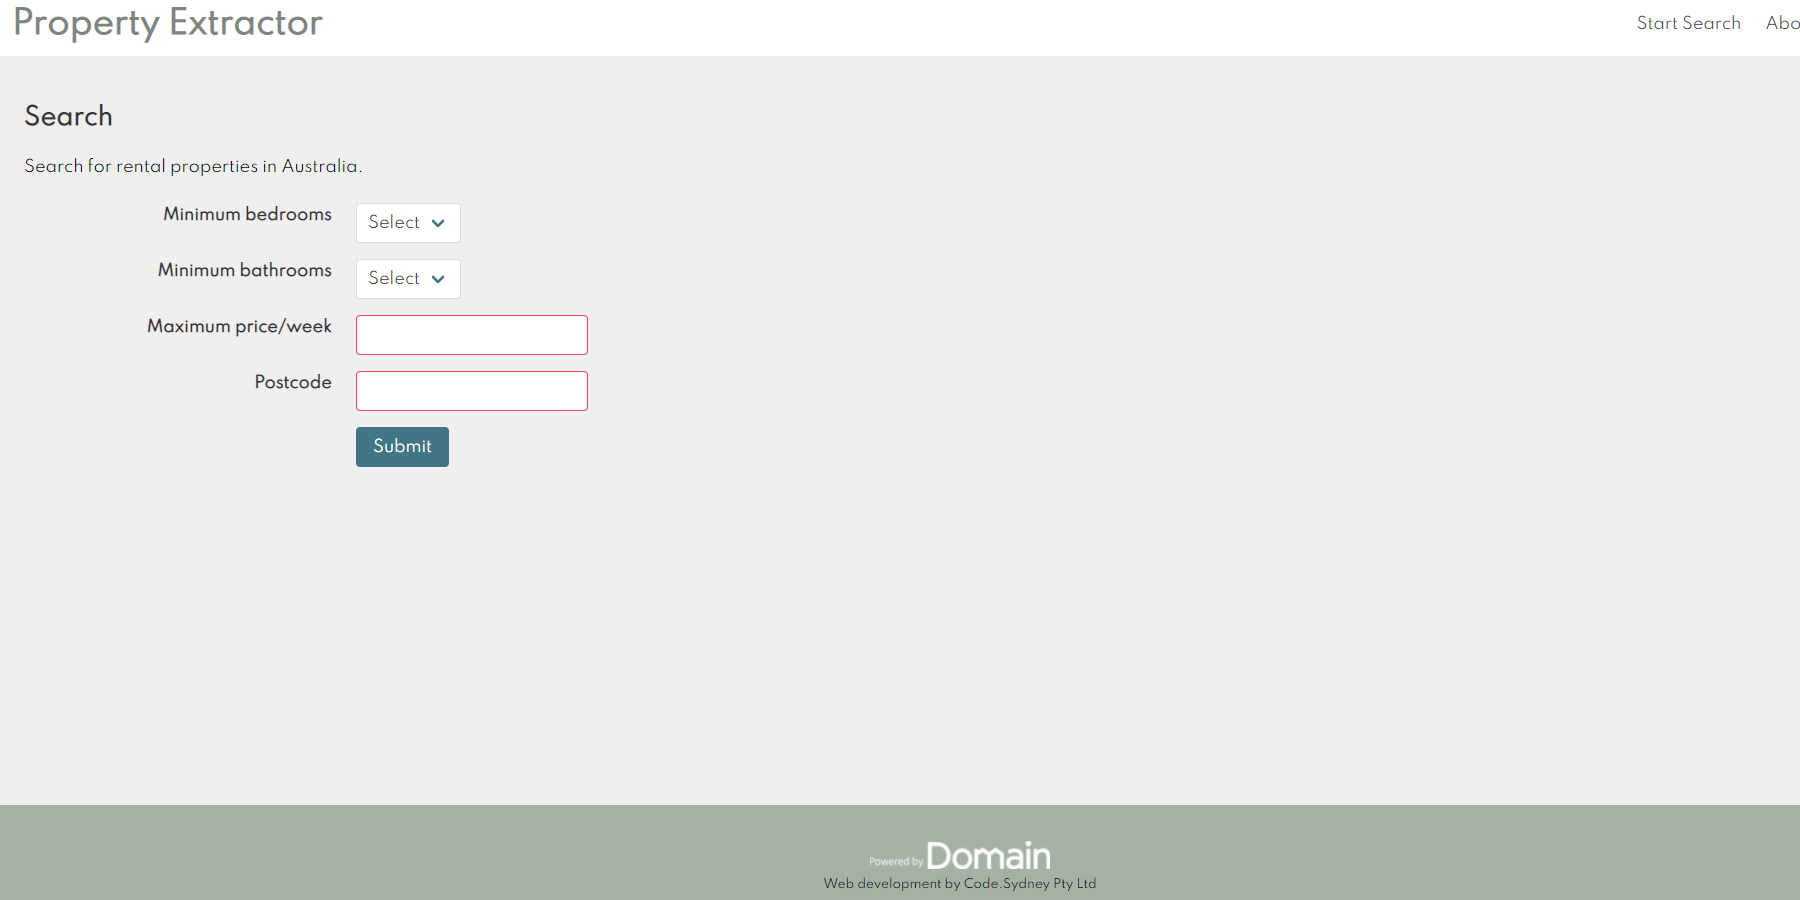 Property Extractor
Start Search
Abo
Search
Search for rental properties in Australia.
Minimum bedrooms
Select
Minimum bathrooms
Select
Maximum price/week
Postcode
Submit
Powered by Domain
Web development by Code.Sydney Pty Ltd